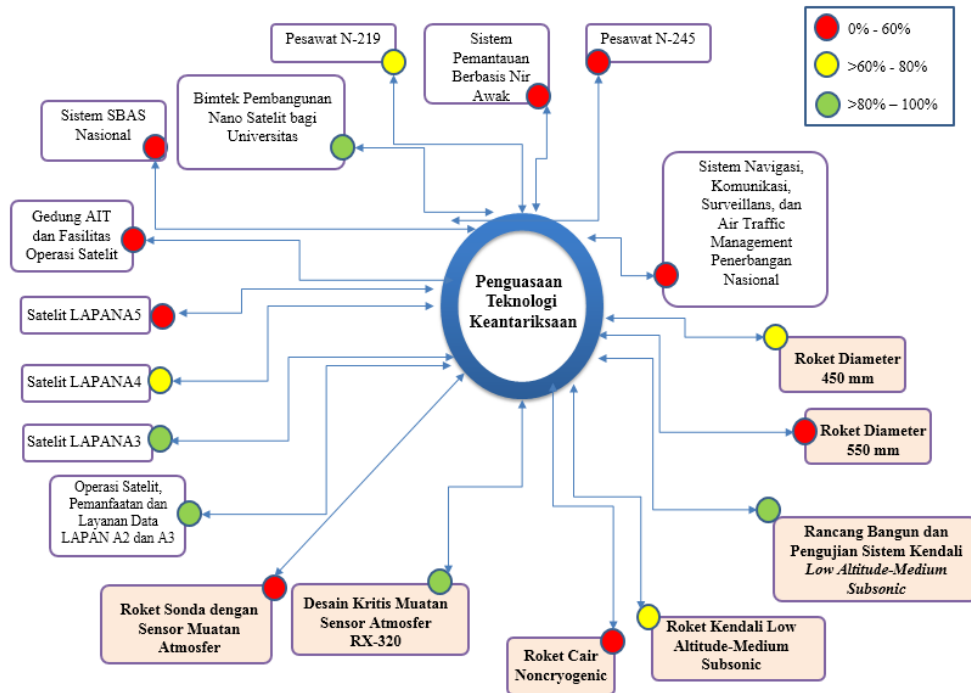 Pesawat N-219
Sistem
Pemantauan
Berbasis Nir
Awak
Pesawat N-245
0% - 60%
>60% - 80%
>80% – 100%
Bimtek Pembangunan
Nano Satelit bagi
Universitas
Sistem SBAS
Nasional
Gedung AIT
dan Fasilitas
Operasi Satelit
Sistem Navigasi,
Komunikasi,
Surveillans, dan
Air Traffic
Management
Penerbangan
Nasional
Penguasaan
Teknologi
Keantariksaan
Satelit LAPANA5
Satelit LAPANA4
Satelit LAPANA3
Operasi Satelit,
Pemanfaatan dan
Layanan Data
LAPAN A2 dan A3
Roket Diameter
450 mm
Roket Diameter
550 mm
Rancang Bangun dan
Pengujian Sistem Kendali
Low Altitude-Medium
Subsonic
Roket Sonda dengan
Sensor Muatan
Atmosfer
Desain Kritis Muatan
Sensor Atmosfer
RX-320
Roket Cair
Noncryogenic
Roket Kendali Low
Altitude-Medium
Subsonic